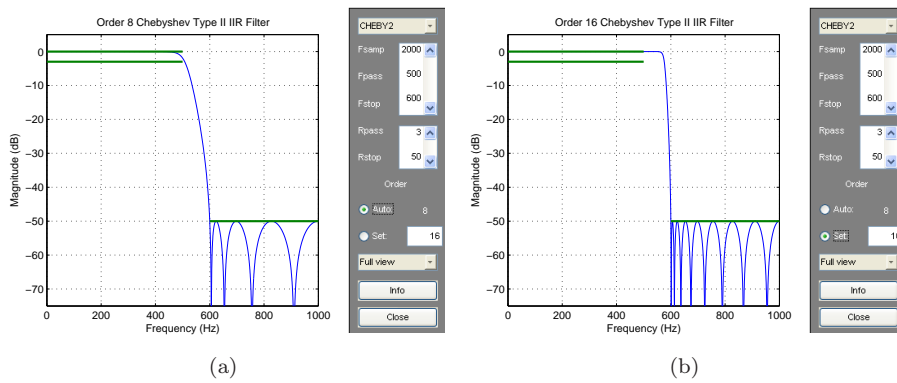 Order 8 Chebyshev Type II IIR Filter
0
−10
−20
−30
−40
−50
−60
−70
Magnitude (dB)
0 200 400 600 800 1000
Frequency (Hz)
CHEBY2
Fsamp 2000
Fpass 500
Fstop 600
Rpass 3
Rstop 50
Order
Auto: 8
Set: 16
Full view
Info
Close
(a)
Order 16 Chebyshev Type II IIR Filter
0
−10
−20
−30
−40
−50
−60
−70
Magnitude (dB)
0 200 400 600 800 1000
Frequency (Hz)
CHEBY2
Fsamp 2000
Fpass 500
Fstop 600
Rpass 3
Rstop 50
Order
Auto: 8
Set:
Full view
Info
Close
(b)